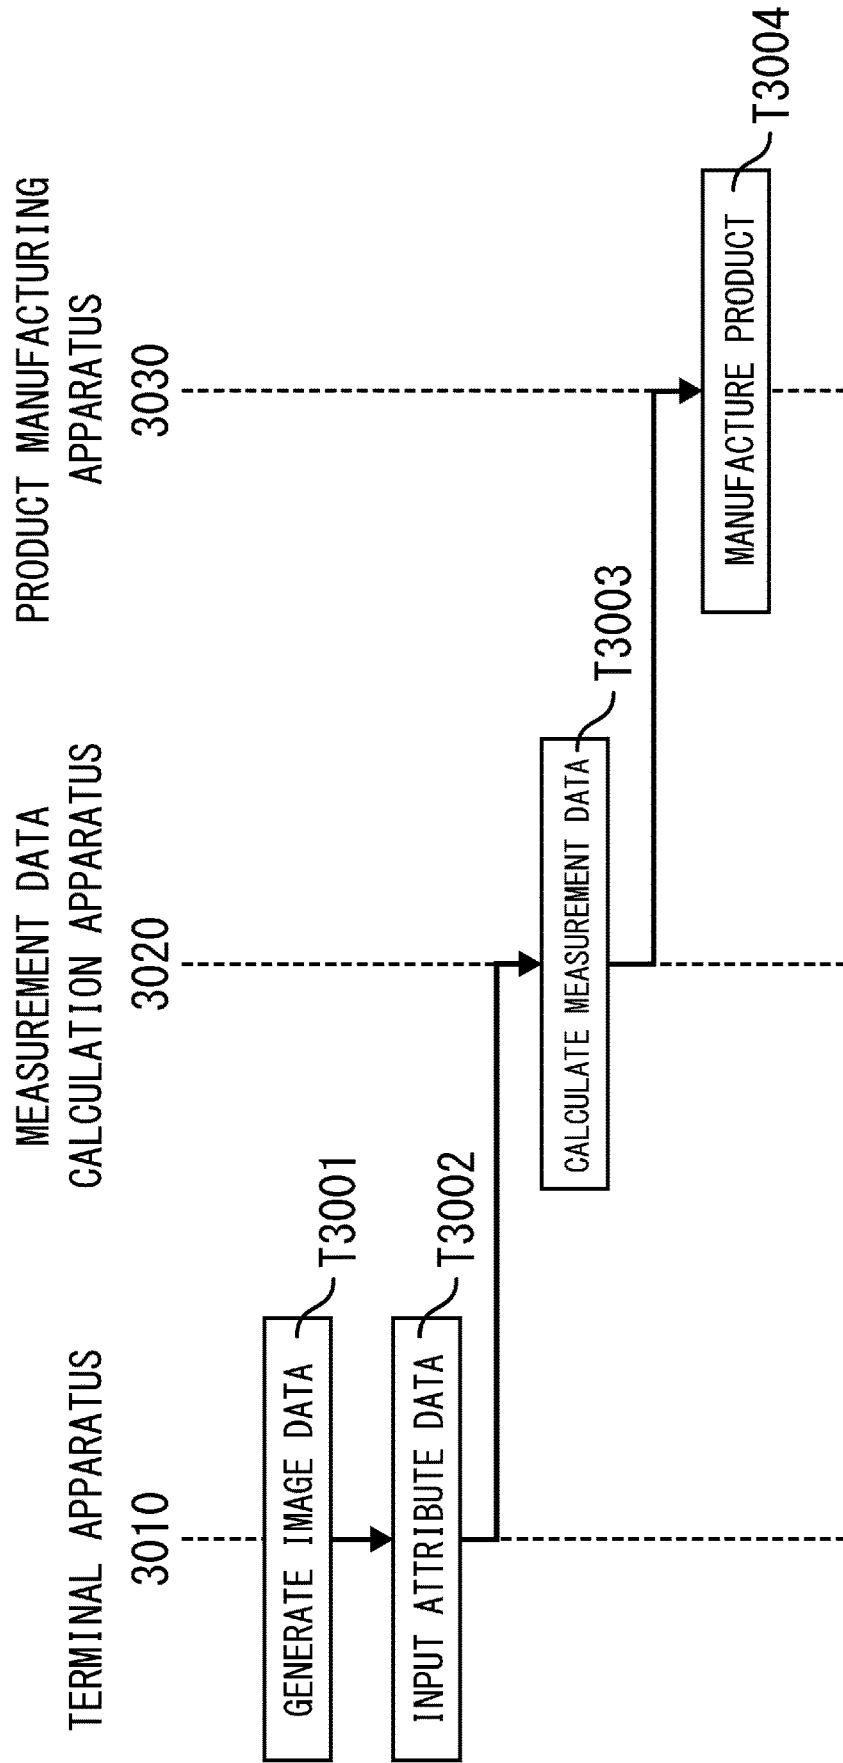 TERMINAL APPARATUS
3010
MEASUREMENT DATA
CALCULATION APPARATUS
3020
PRODUCT MANUFACTURING
APPARATUS
3030
GENERATE IMAGE DATA
T3001
INPUT ATTRIBUTE DATA
T3002
CALCULATE MEASUREMENT DATA
T3003
MANUFACTURE PRODUCT
T3004